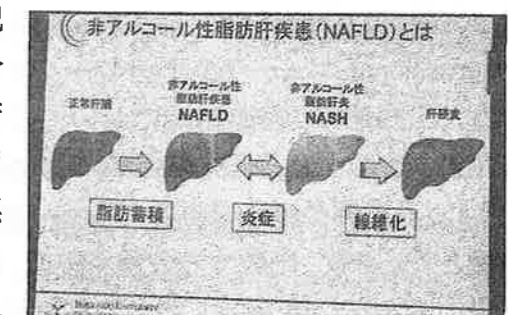 非アルコール性脂肪肝疾患(NAFLD)とは
正常肝臓
非アルコール性
脂肪肝疾患
NAFLD
非アルコール性
脂肪肝炎
NASH
肝硬変
脂肪蓄積
炎症
線維化